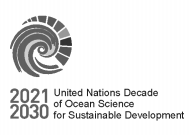 2021 United Nations Decade
of Ocean Science
2030 for Sustainable Development